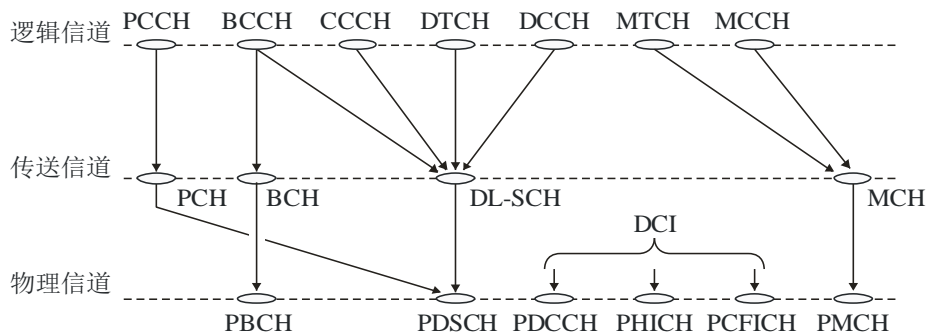 PCCH BCCH CCCH DTCH DCCH MTCH MCCH
逻辑信道
传送信道
PCH BCH DL-SCH MCH
DCI
物理信道
PBCH PDSCH PDCCH PHICH PCFICH PMCH